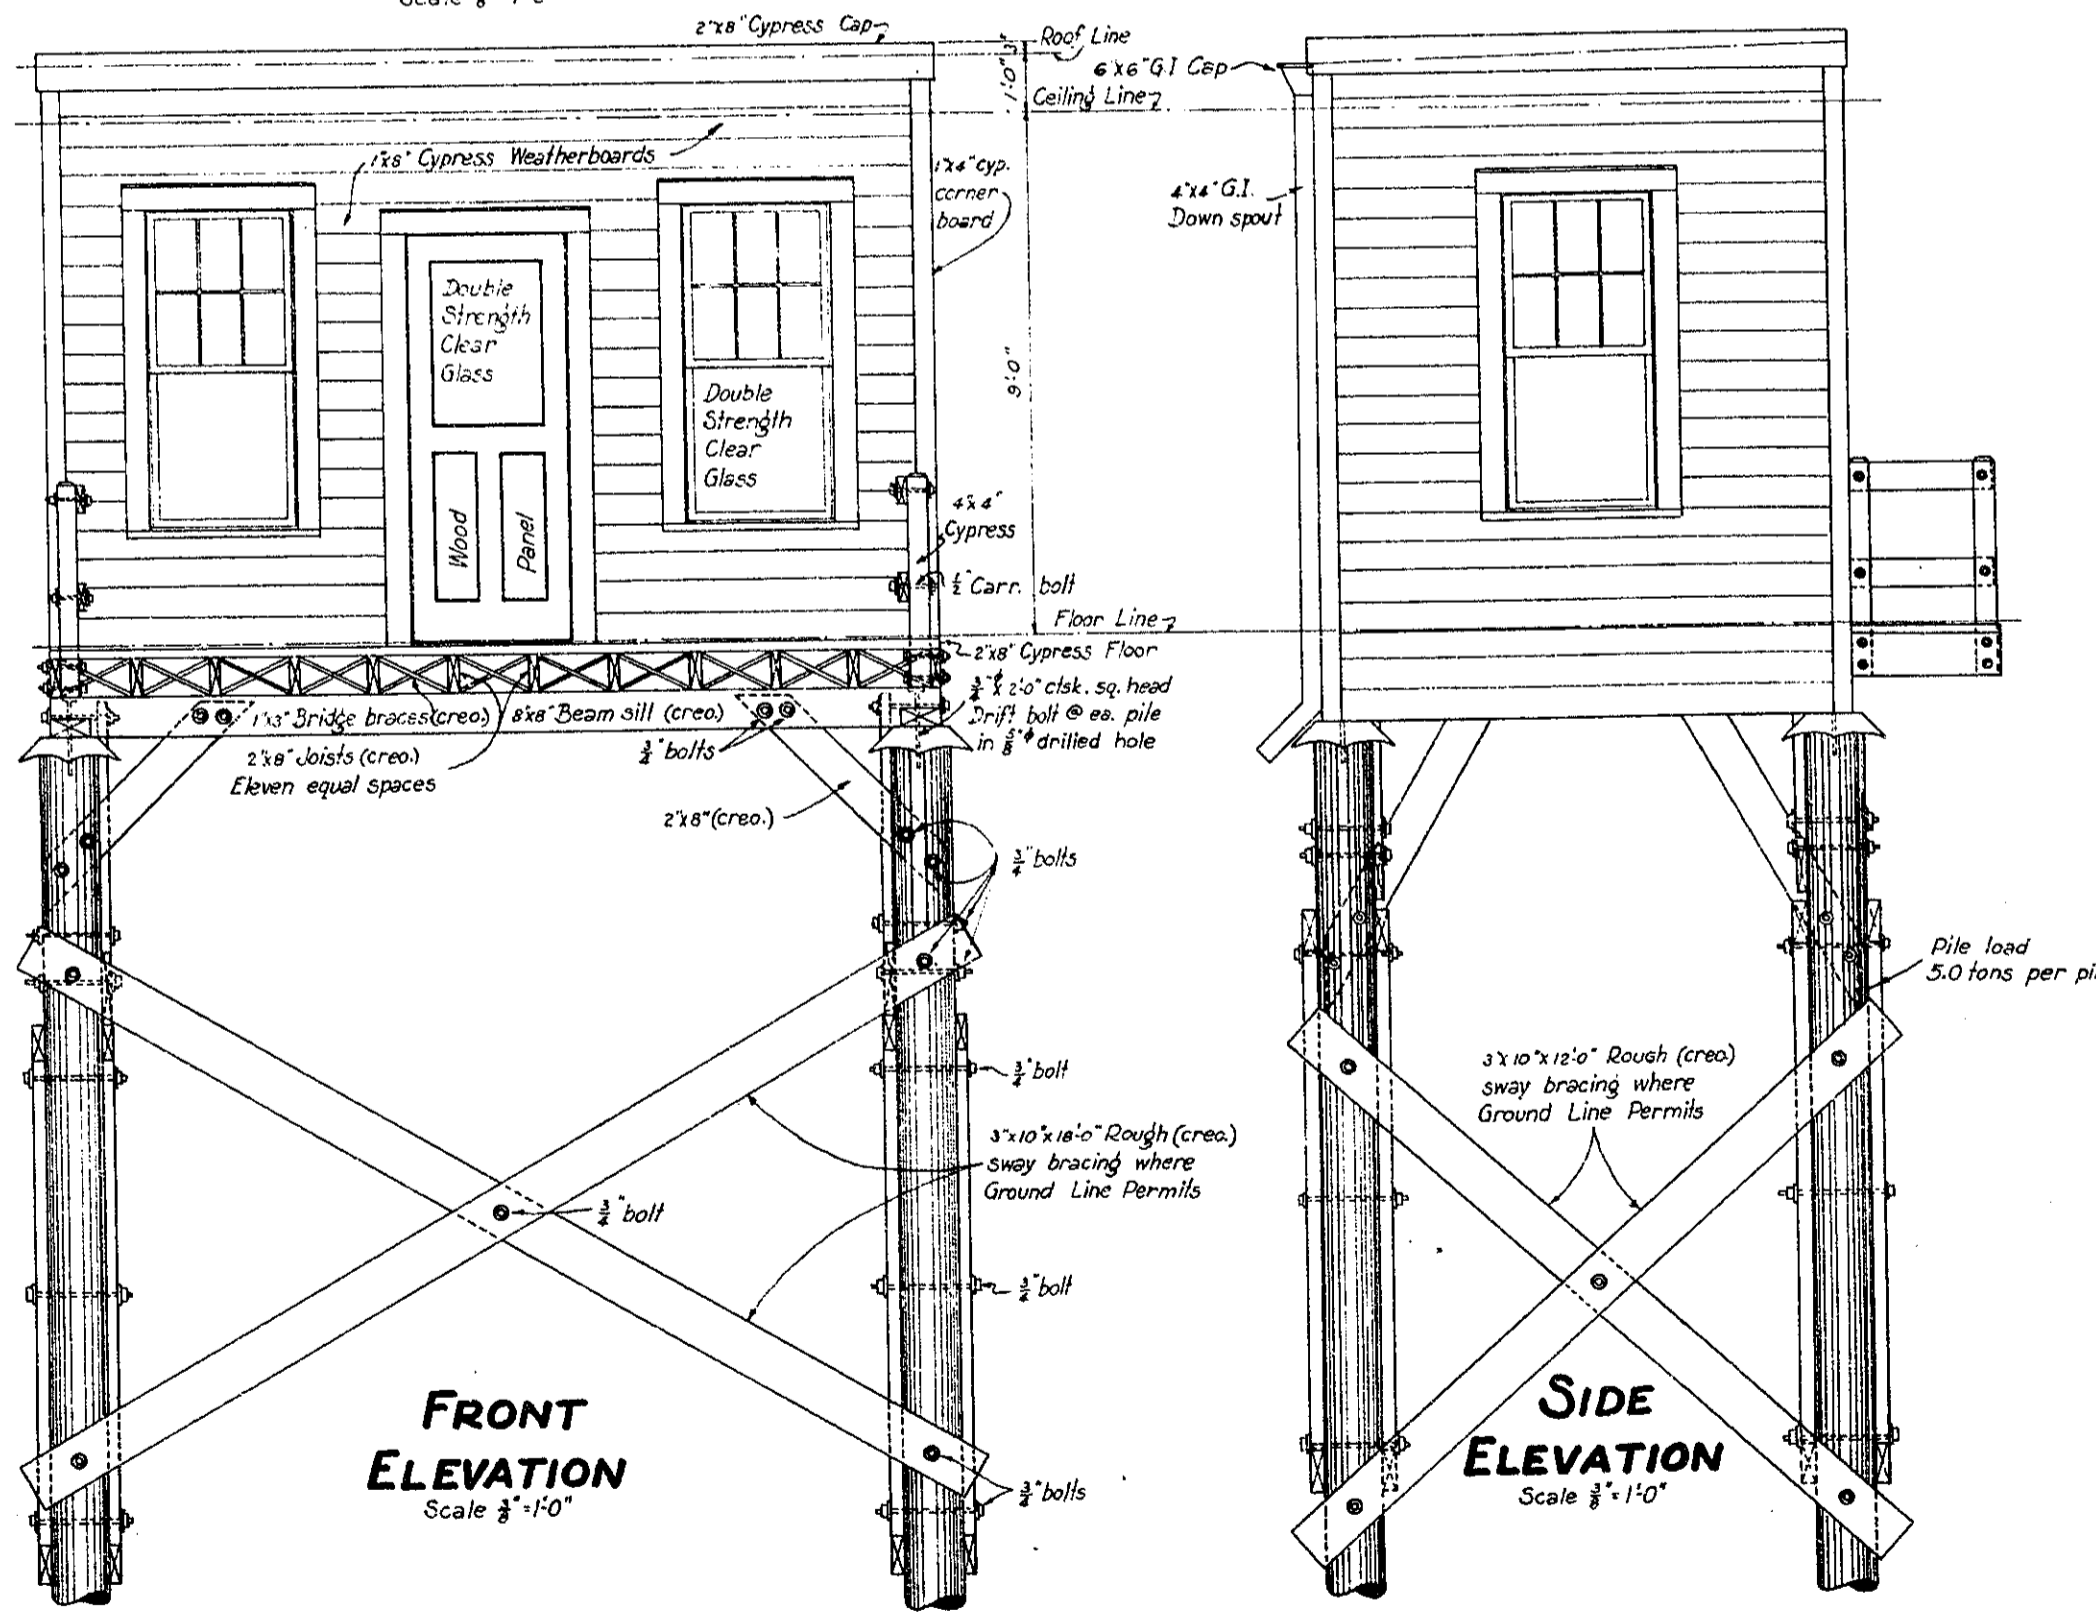 2"x8" Cypress Cap
3"
Roof Line
1'-0"
6"x6" G.I Cap
Ceiling Line
1"x8" Cypress Weatherboards
1"x4" cyp.
corner
board
4"x4" G.I.
Down spout
Double
Strength
Clear
Glass
9'-0"
Double
Strength
Clear
Glass
Wood
Panel
4"x4"
Cypress
1/2" Carr. bolt
Floor Line
2"x8" Cypress Floor
3/4"ϕ x 2'-0" ctsk. sq. head
Drift bolt @ ea. pile
in 5/8"ϕ drilled hole
1"x3" Bridge braces (creo.)
8"x8" Beam sill (creo.)
2"x8" Joists (creo.)
Eleven equal spaces
3/4" bolts
2"x8" (creo.)
3/4" bolts
Pile load
5.0 tons per
3/4" bolt
3"x10"x12'-0" Rough (creo.)
sway bracing where
Ground Line Permits
3"x10"x18'-0" Rough (creo.)
sway bracing where
Ground Line Permits
3/4" bolt
3/4" bolt
FRONT
ELEVATION
Scale 3/8" = 1'-0"
3/4" bolts
SIDE
ELEVATION
Scale 3/8" = 1'-0"